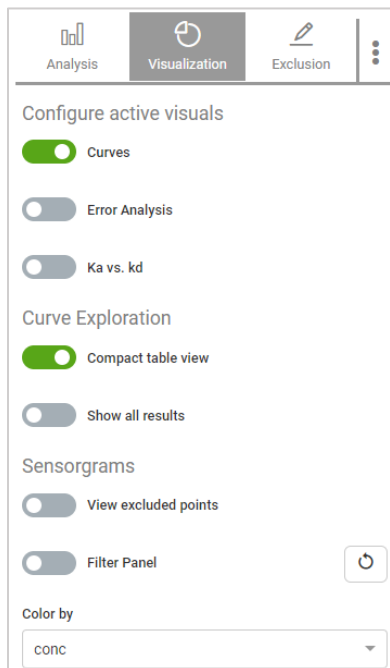 Analysis
Visualization
Exclusion
Configure active visuals
Curves
Error Analysis
Ka vs. kd
Curve Exploration
Compact table view
Show all results
Sensorgrams
View excluded points
Filter Panel
Color by
conc